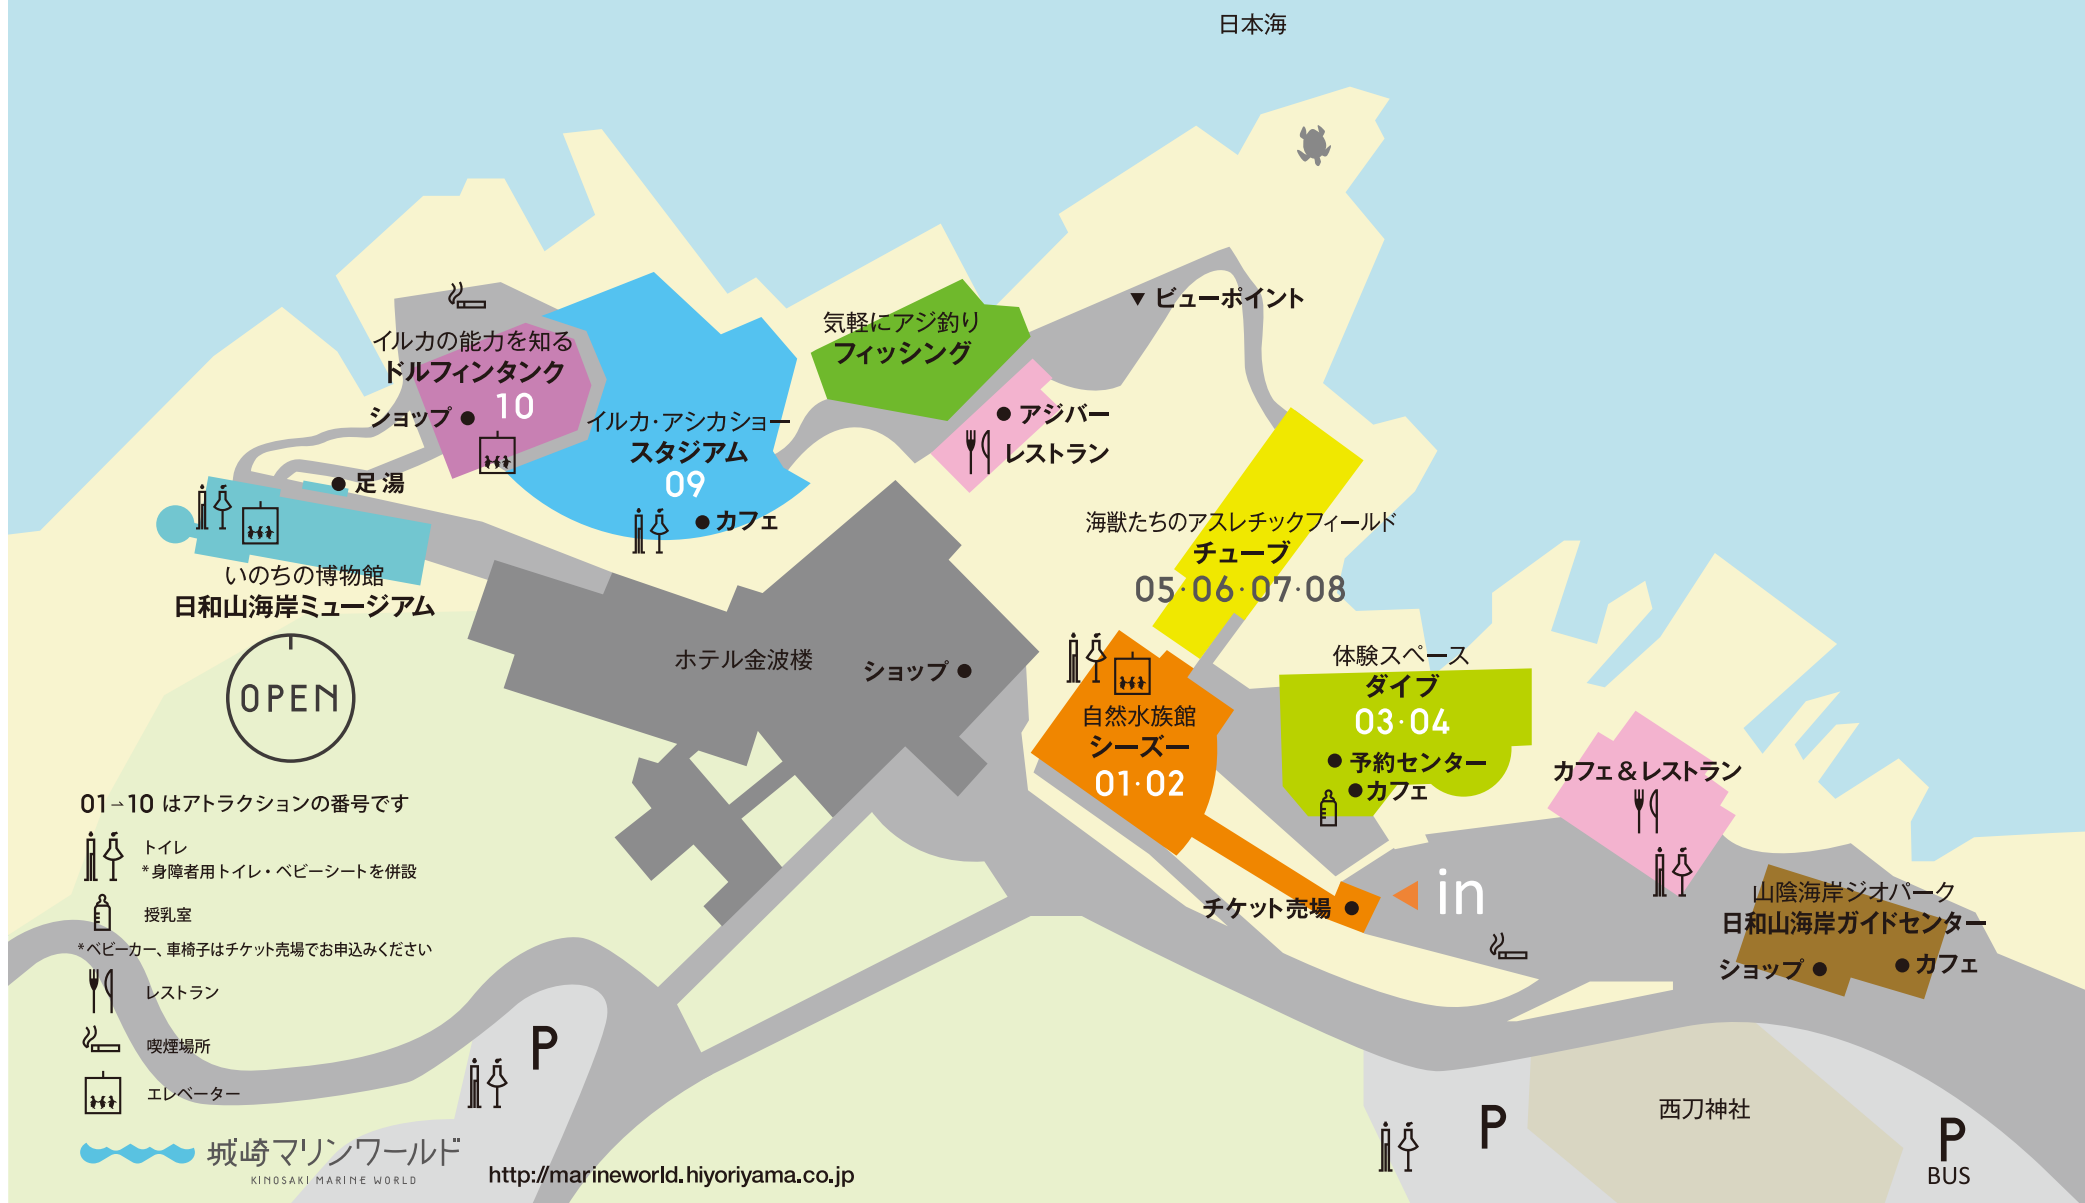 日本海
▼ ビューポイント
イルカの能力を知る
ドルフィンタンク
10
ショップ
気軽にアジ釣り
フィッシング
アジバー
レストラン
イルカ・アシカショー
スタジアム
09
カフェ
足湯
海獣たちのアスレチックフィールド
チューブ
05・06・07・08
いのちの博物館
日和山海岸ミュージアム
OPEN
ホテル金波楼
ショップ
体験スペース
ダイブ
03・04
予約センター
カフェ
自然水族館
シーズー
01・02
カフェ&レストラン
チケット売場
in
山陰海岸ジオパーク
日和山海岸ガイドセンター
ショップ
カフェ
01→10 はアトラクションの番号です
トイレ
*身障者用トイレ・ベビーシートを併設
授乳室
*ベビーカー、車椅子はチケット売場でお申込みください
レストラン
喫煙場所
エレベーター
P
P
西刀神社
P
BUS
城崎マリンワールド
KINOSAKI MARINE WORLD
http://marineworld.hiyoriyama.co.jp